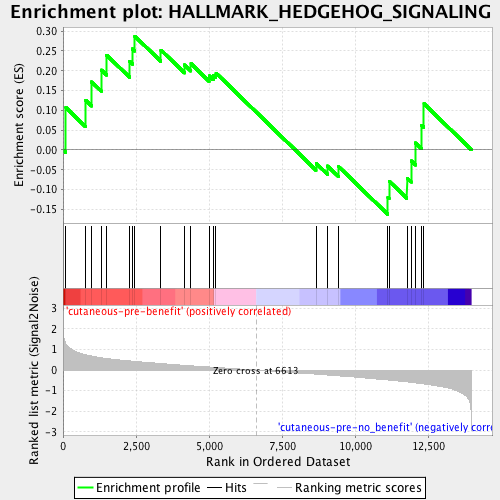 Enrichment plot: HALLMARK_HEDGEHOG_SIGNALING
Enrichment score (ES)
0.30
0.25
0.20
0.15
0.10
0.05
0.00
-0.05
-0.10
-0.15
Ranked list metric (Signal2Noise)
3
2
1
0
-1
-2
-3
'cutaneous-pre-benefit' (positively correlated)
Zero cross at 6613
'cutaneous-pre-no_benefit' (negatively corre
0
2,500
5,000
7,500
10,000
12,500
Rank in Ordered Dataset
Enrichment profile
Hits
Ranking metric scores